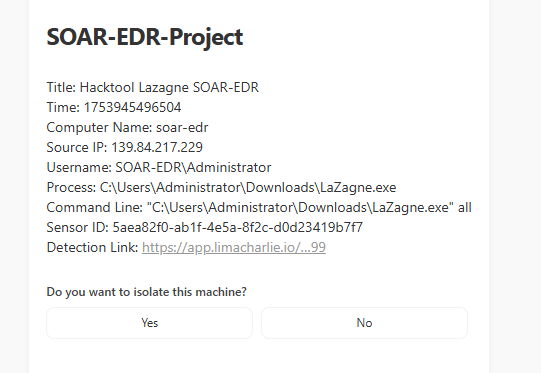 SOAR-EDR-Project
Title: Hacktool Lazagne SOAR-EDR
Time: 1753945496504
Computer Name: soar-edr
Source IP: 139.84.217.229
Username: SOAR-EDR\Administrator
Process: C:\Users\Administrator\Downloads\LaZagne.exe
Command Line: "C:\Users\Administrator\Downloads\LaZagne.exe" all
Sensor ID: 5aea82f0-ab1f-4e5a-8f2c-d0d23419b7f7
Detection Link: https://app.limacharlie.io/...99
Do you want to isolate this machine?
Yes No